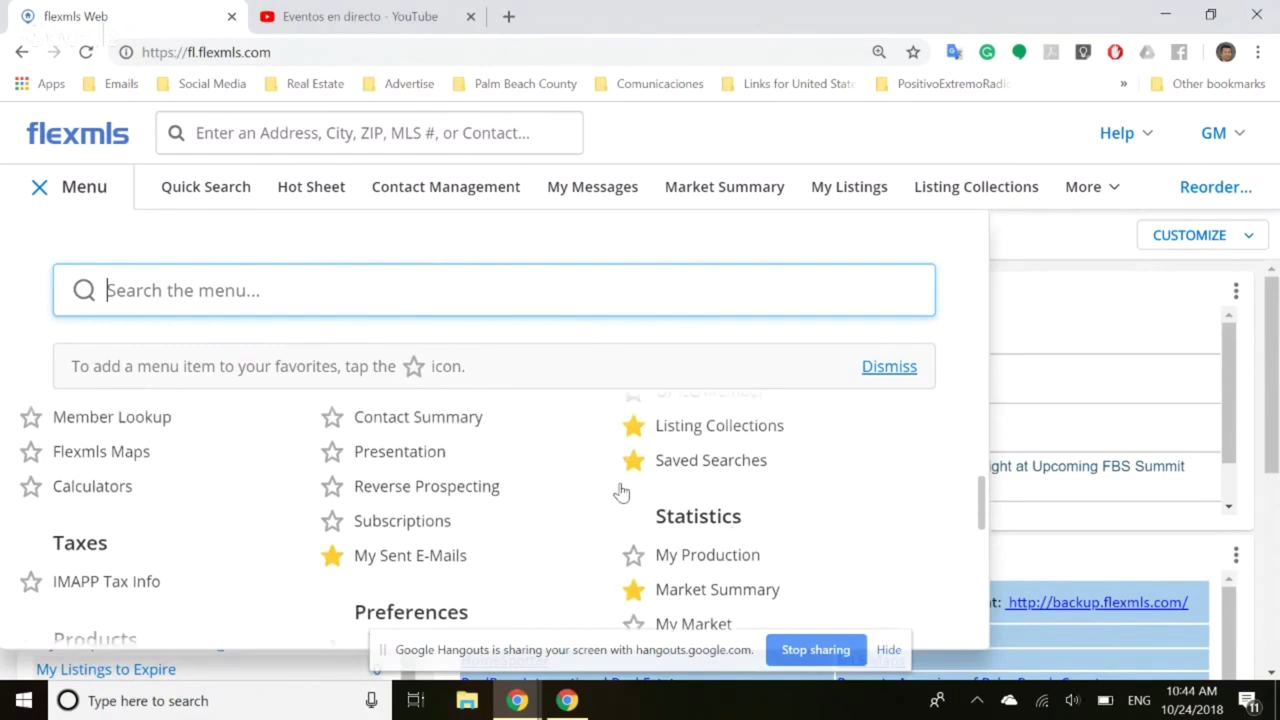 flexmls Web
Eventos en directo - YouTube
https://fl.flexmls.com
Apps
Emails
Social Media
Real Estate
Advertise
Palm Beach County
Comunicaciones
Links for United State
PositivoExtremoRadi
»
Other bookmarks
flexmls
Enter an Address, City, ZIP, MLS #, or Contact...
Help
GM
Menu
Quick Search
Hot Sheet
Contact Management
My Messages
Market Summary
My Listings
Listing Collections
More
Reorder...
CUSTOMIZE
Search the menu...
To add a menu item to your favorites, tap the icon.
Dismiss
Member Lookup
Flexmls Maps
Calculators
Taxes
IMAPP Tax Info
Products
Contact Summary
Presentation
Reverse Prospecting
Subscriptions
My Sent E-Mails
Preferences
Listing Collections
Saved Searches
Statistics
My Production
Market Summary
My Market
ght at Upcoming FBS Summit
t: http://backup.flexmls.com/
Google Hangouts is sharing your screen with hangouts.google.com.
Stop sharing
Hide
My Listings to Expire
0
Type here to search
ENG
10:44 AM
10/24/2018
11